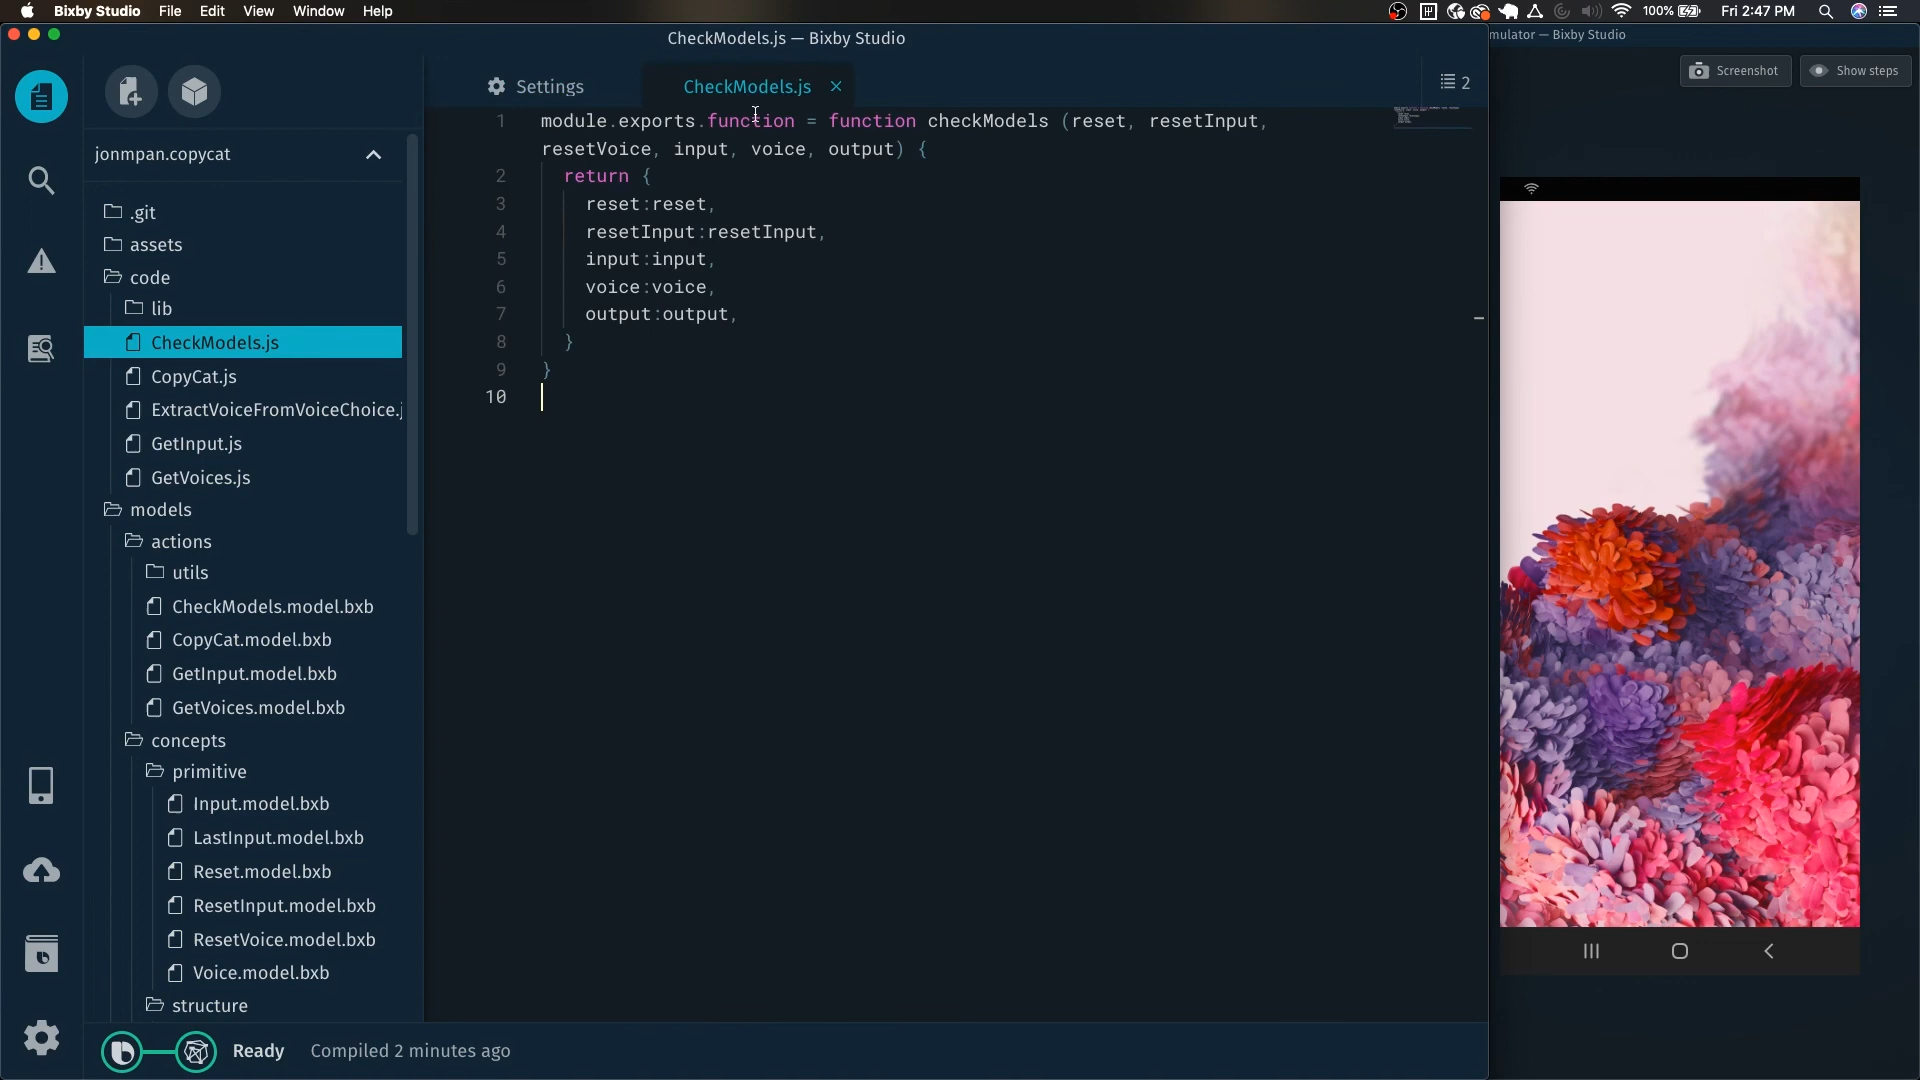 Bixby Studio File Edit View Window Help 100% Fri 2:47 PM
CheckModels.js — Bixby Studio
mulator — Bixby Studio
Screenshot Show steps
Settings CheckModels.js × 2
jonmpan.copycat
.git
assets
code
lib
CheckModels.js
CopyCat.js
ExtractVoiceFromVoiceChoice.j
GetInput.js
GetVoices.js
models
actions
utils
CheckModels.model.bxb
CopyCat.model.bxb
GetInput.model.bxb
GetVoices.model.bxb
concepts
primitive
Input.model.bxb
LastInput.model.bxb
Reset.model.bxb
ResetInput.model.bxb
ResetVoice.model.bxb
Voice.model.bxb
structure
1 module.exports.function = function checkModels (reset, resetInput,
resetVoice, input, voice, output) {
2 return {
3 reset:reset,
4 resetInput:resetInput,
5 input:input,
6 voice:voice,
7 output:output,
8 }
9 }
10
Ready Compiled 2 minutes ago